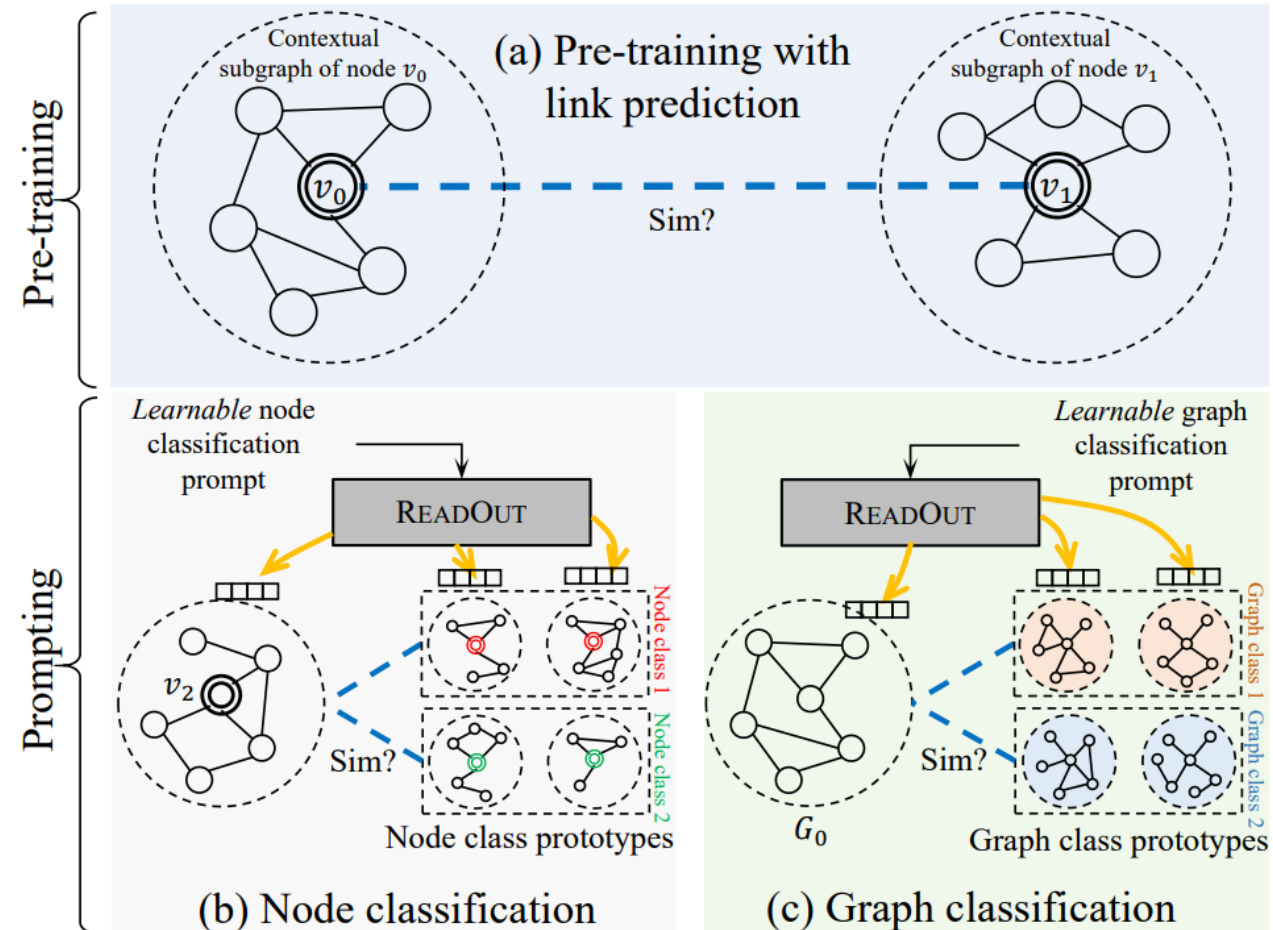 Pre-training
Contextual
subgraph of node v₀
(a) Pre-training with
link prediction
Contextual
subgraph of node v₁
v₀
v₁
Sim?
Prompting
Learnable node
classification
prompt
READOUT
v₂
Sim?
Node class 1
Node class 2
Node class prototypes
(b) Node classification
Learnable graph
classification
prompt
READOUT
G₀
Sim?
Graph class 1
Graph class 2
Graph class prototypes
(c) Graph classification